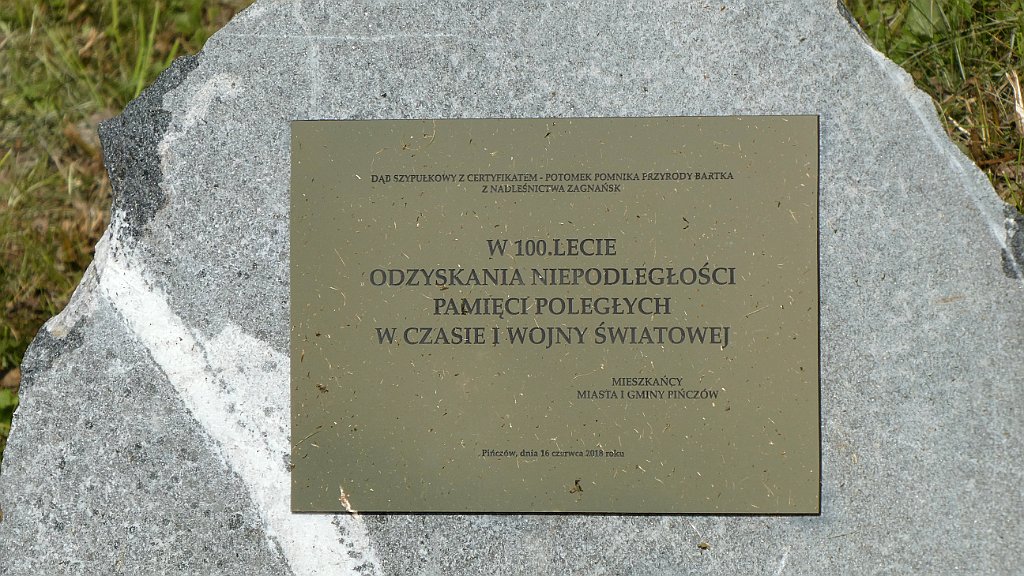 DĄB SZYPUŁKOWY Z CERTYFIKATEM - POTOMEK POMNIKA PRZYRODY BARTKA
Z NADLEŚNICTWA ZAGNAŃSK
W 100.LECIE
ODZYSKANIA NIEPODLEGŁOŚCI
PAMIĘCI POLEGŁYCH
W CZASIE I WOJNY ŚWIATOWEJ
MIESZKAŃCY
MIASTA I GMINY PIŃCZÓW
Pińczów, dnia 16 czerwca 2018 roku